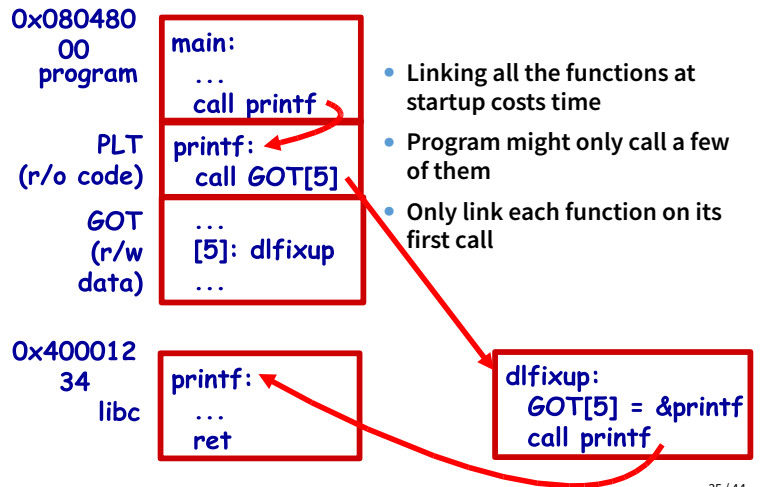 0x080480
00
program
main:
...
call printf
PLT
(r/o code)
printf:
call GOT[5]
GOT
(r/w
data)
...
[5]: dlfixup
...
• Linking all the functions at
startup costs time
• Program might only call a few
of them
• Only link each function on its
first call
0x400012
34
libc
printf:
...
ret
dlfixup:
GOT[5] = &printf
call printf